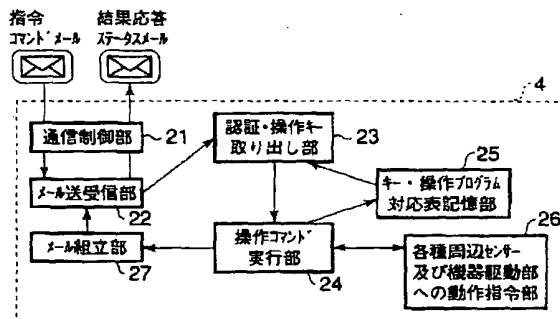 指令
コマンドメール
結果応答
ステータスメール
4
通信制御部
21
メール送受信部
22
メール組立部
27
認証・操作キー
取り出し部
23
操作コマンド
実行部
24
25
キー・操作プログラム
対応表記憶部
26
各種周辺センサー
及び機器駆動部
への動作指令部